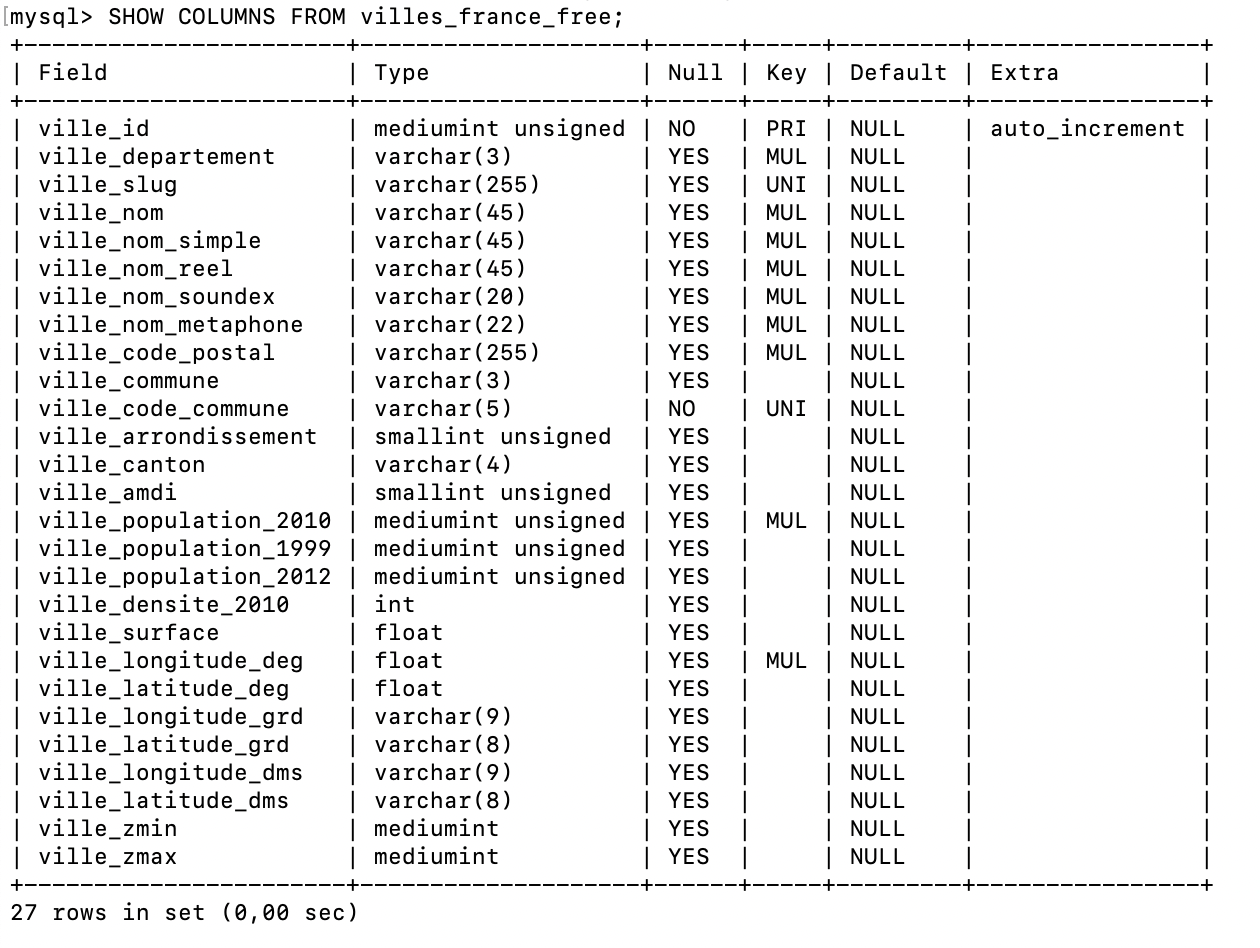 [mysql> SHOW COLUMNS FROM villes_france_free;
+------------------------+---------------------+------+-----+---------+----------------+
| Field                  | Type                | Null | Key | Default | Extra          |
+------------------------+---------------------+------+-----+---------+----------------+
| ville_id               | mediumint unsigned  | NO   | PRI | NULL    | auto_increment |
| ville_departement      | varchar(3)          | YES  | MUL | NULL    |                |
| ville_slug             | varchar(255)        | YES  | UNI | NULL    |                |
| ville_nom              | varchar(45)         | YES  | MUL | NULL    |                |
| ville_nom_simple       | varchar(45)         | YES  | MUL | NULL    |                |
| ville_nom_reel         | varchar(45)         | YES  | MUL | NULL    |                |
| ville_nom_soundex      | varchar(20)         | YES  | MUL | NULL    |                |
| ville_nom_metaphone    | varchar(22)         | YES  | MUL | NULL    |                |
| ville_code_postal      | varchar(255)        | YES  | MUL | NULL    |                |
| ville_commune          | varchar(3)          | YES  |     | NULL    |                |
| ville_code_commune     | varchar(5)          | NO   | UNI | NULL    |                |
| ville_arrondissement   | smallint unsigned   | YES  |     | NULL    |                |
| ville_canton           | varchar(4)          | YES  |     | NULL    |                |
| ville_amdi             | smallint unsigned   | YES  |     | NULL    |                |
| ville_population_2010  | mediumint unsigned  | YES  | MUL | NULL    |                |
| ville_population_1999  | mediumint unsigned  | YES  |     | NULL    |                |
| ville_population_2012  | mediumint unsigned  | YES  |     | NULL    |                |
| ville_densite_2010     | int                 | YES  |     | NULL    |                |
| ville_surface          | float               | YES  |     | NULL    |                |
| ville_longitude_deg    | float               | YES  | MUL | NULL    |                |
| ville_latitude_deg     | float               | YES  |     | NULL    |                |
| ville_longitude_grd    | varchar(9)          | YES  |     | NULL    |                |
| ville_latitude_grd     | varchar(8)          | YES  |     | NULL    |                |
| ville_longitude_dms    | varchar(9)          | YES  |     | NULL    |                |
| ville_latitude_dms     | varchar(8)          | YES  |     | NULL    |                |
| ville_zmin             | mediumint           | YES  |     | NULL    |                |
| ville_zmax             | mediumint           | YES  |     | NULL    |                |
+------------------------+---------------------+------+-----+---------+----------------+
27 rows in set (0,00 sec)